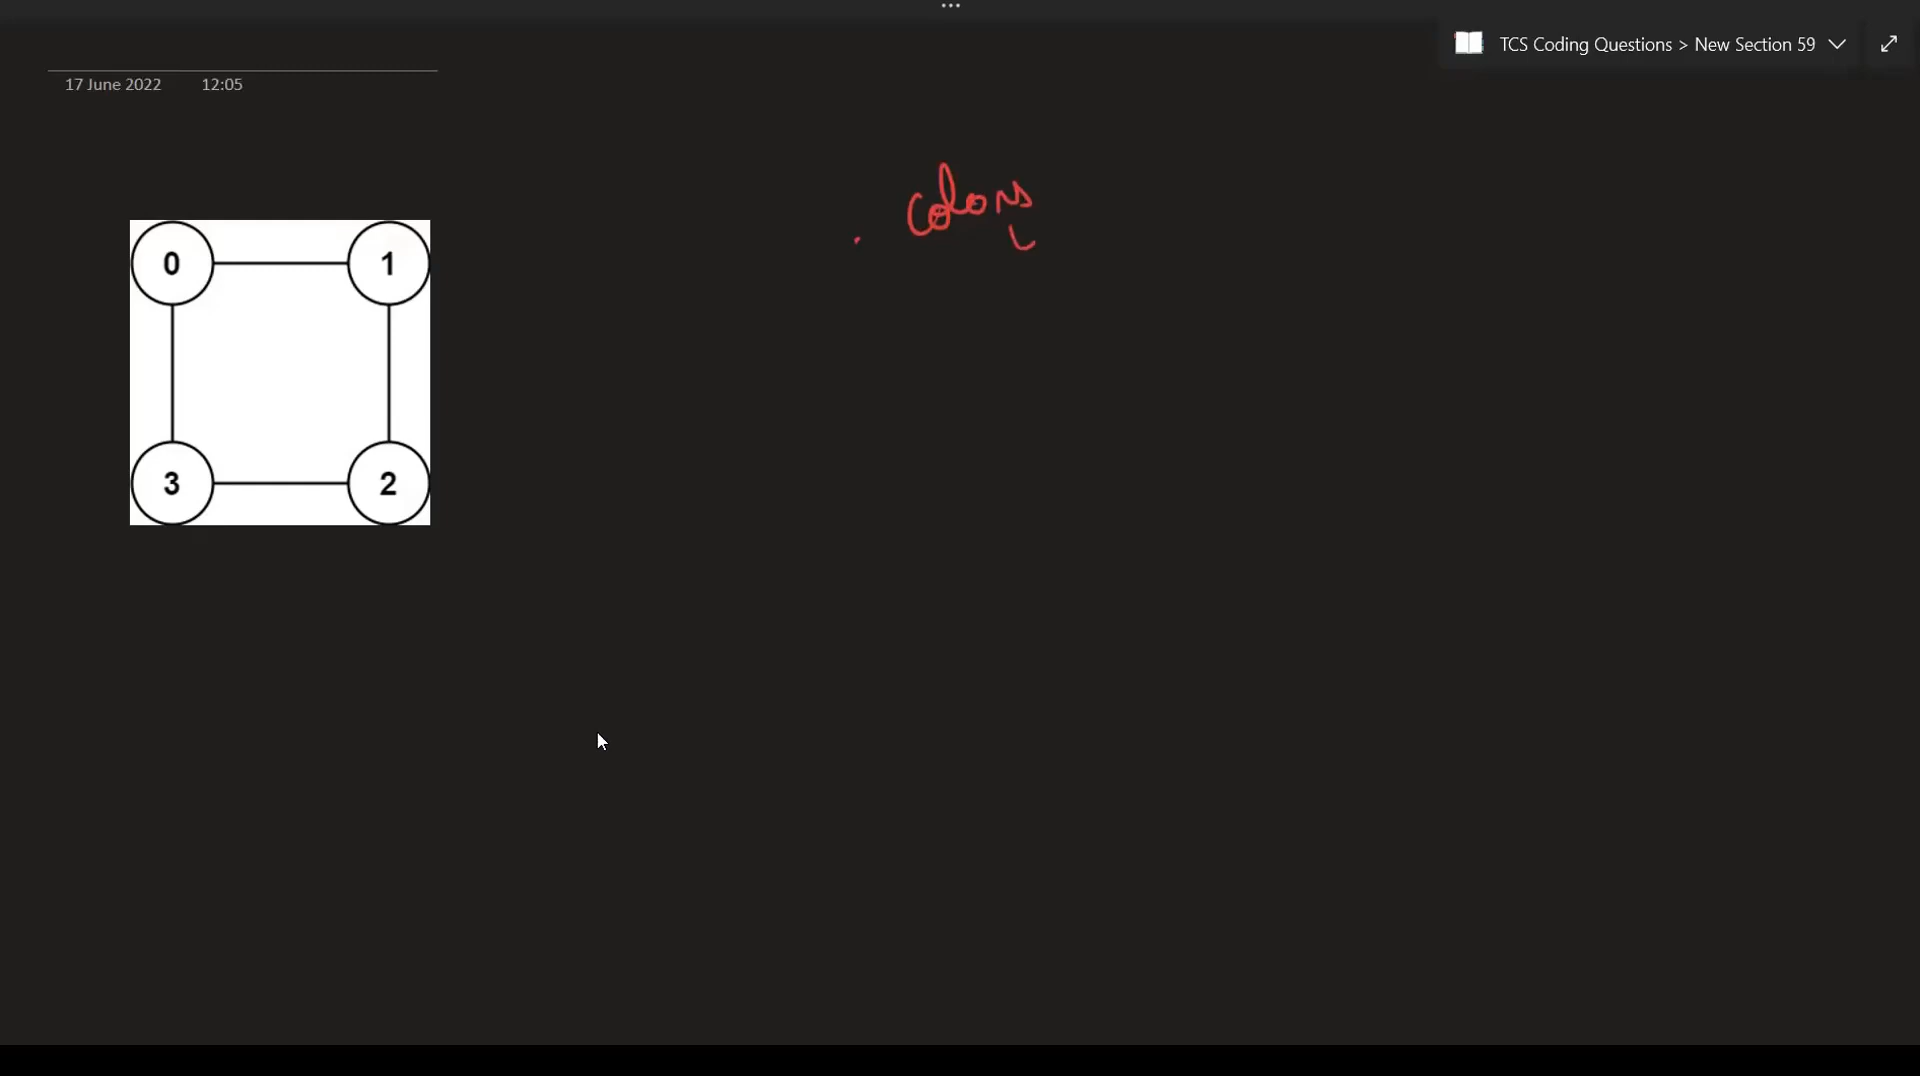 ...
TCS Coding Questions > New Section 59
17 June 2022 12:05
colors
0 1
3 2